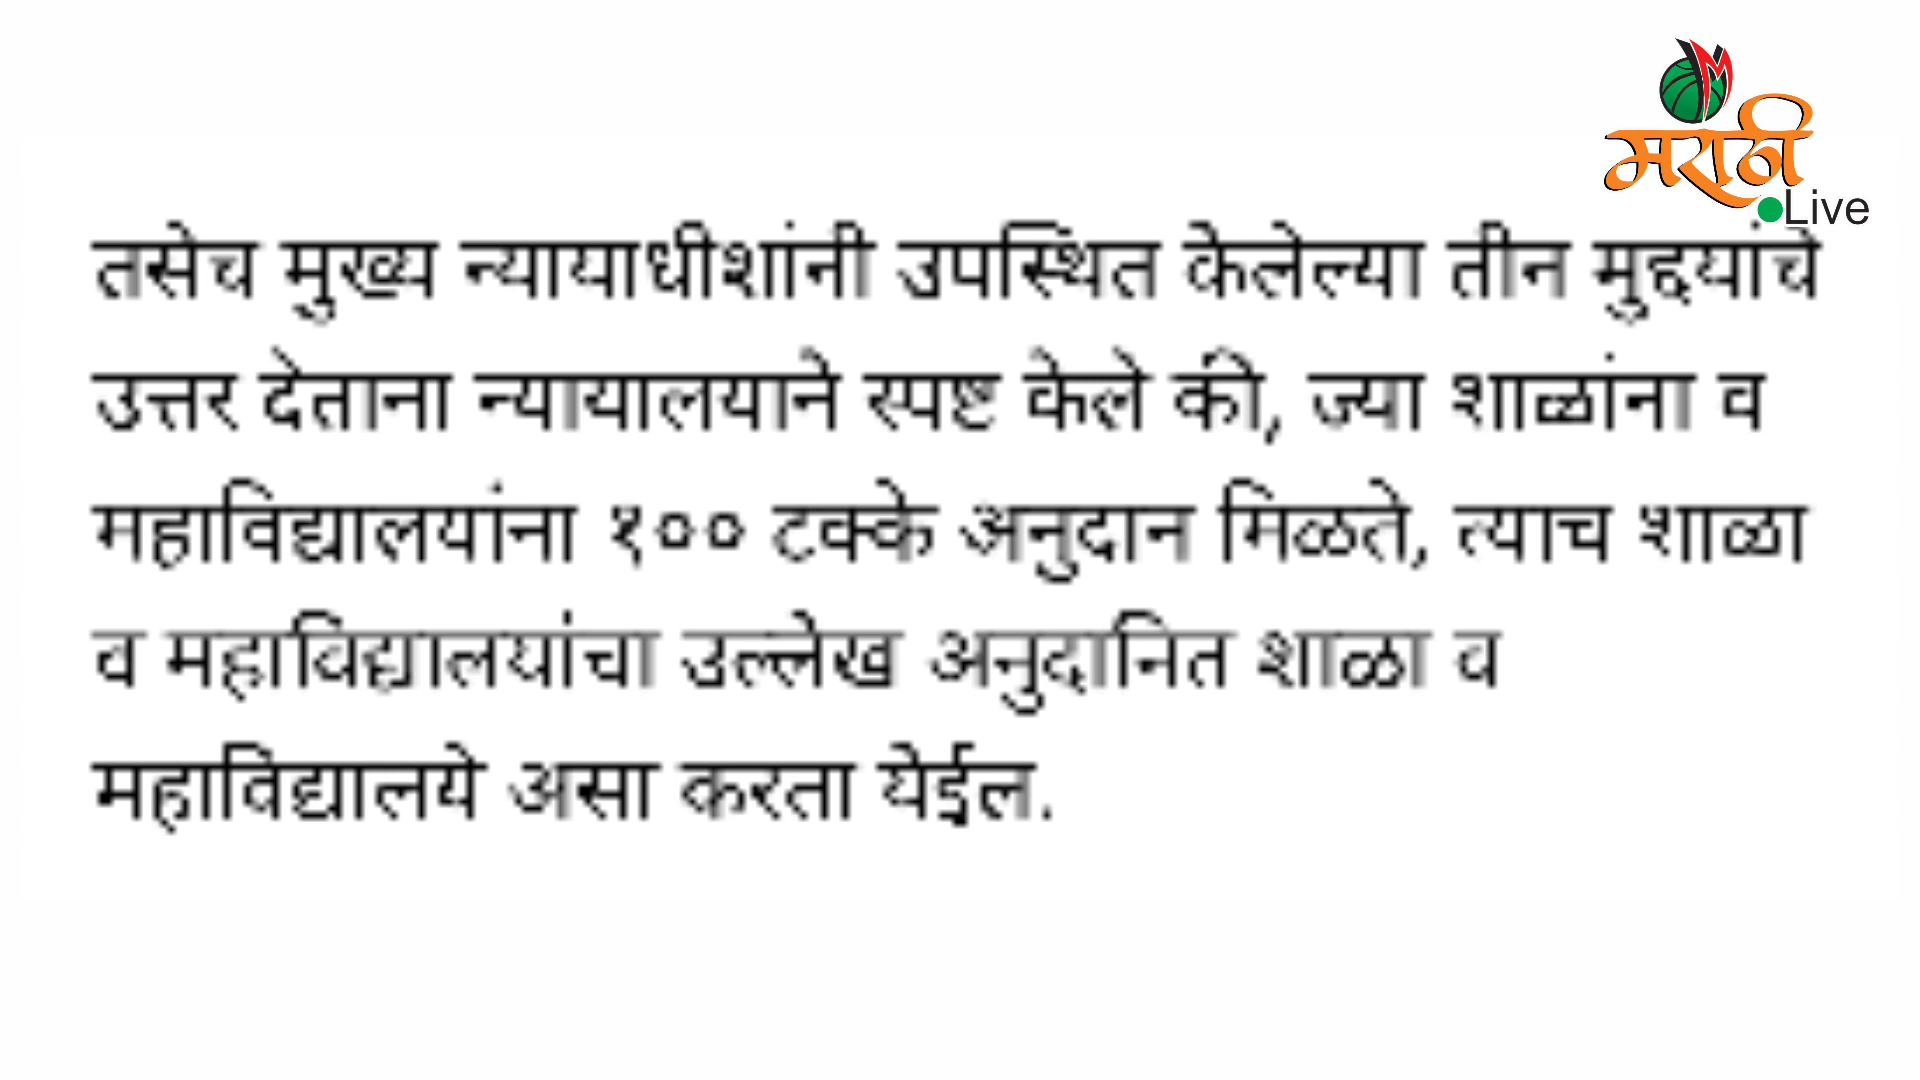 मराठी
Live
तसेच मुख्य न्यायाधीशांनी उपस्थित केलेल्या तीन मुद्दयांचे
उत्तर देताना न्यायालयाने स्पष्ट केले की, ज्या शाळांना व
महाविद्यालयांना १०० टक्के अनुदान मिळते, त्याच शाळा
व महाविद्यालयांचा उल्लेख अनुदानित शाळा व
महाविद्यालये असा करता येईल.